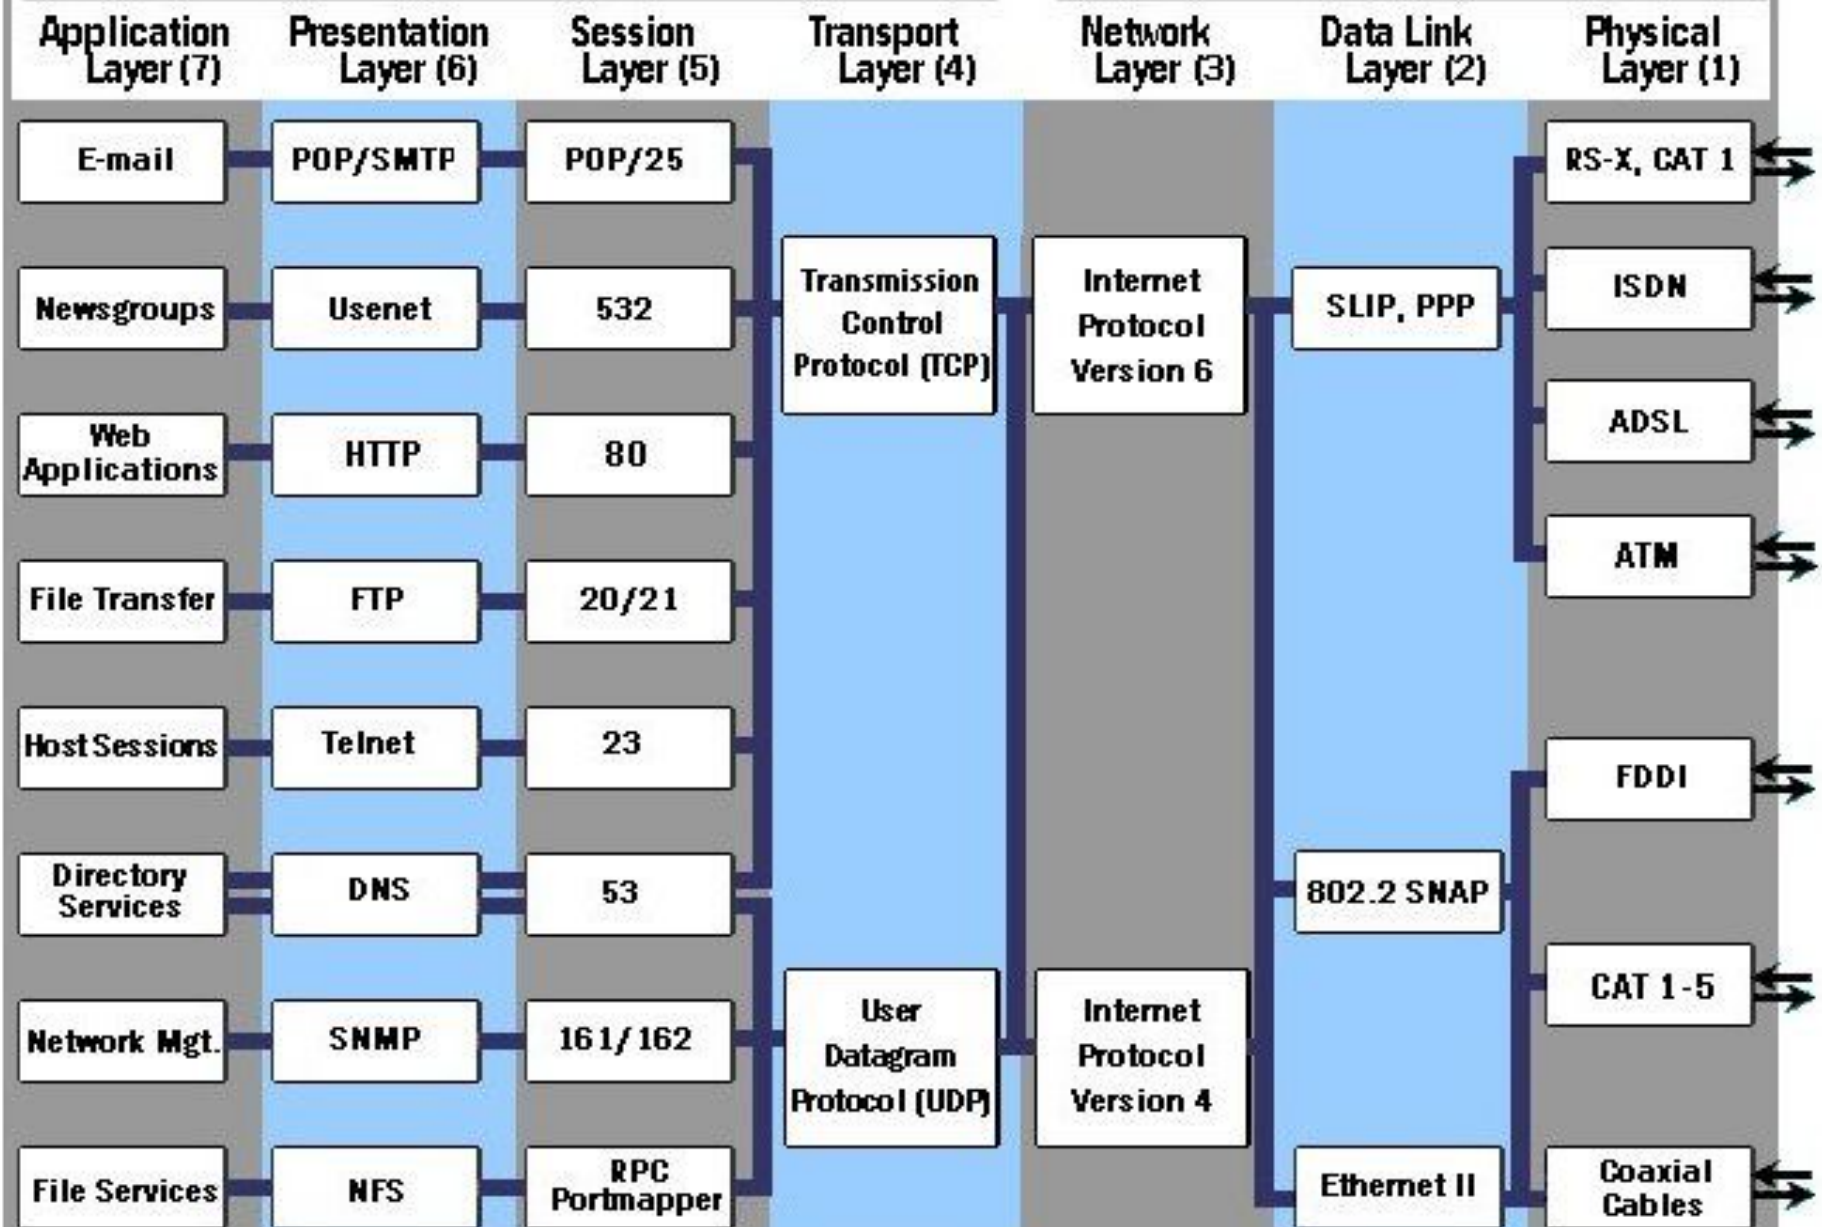 Application
Layer (7)
Presentation
Layer (6)
Session
Layer (5)
Transport
Layer (4)
Network
Layer (3)
Data Link
Layer (2)
Physical
Layer (1)
E-mail
POP/SMTP
POP/25
RS-X, CAT 1
Newsgroups
Usenet
532
Transmission
Control
Protocol (TCP)
Internet
Protocol
Version 6
SLIP, PPP
ISDN
Web
Applications
HTTP
80
ADSL
File Transfer
FTP
20/21
ATM
Host Sessions
Telnet
23
FDDI
Directory
Services
DNS
53
802.2 SNAP
Network Mgt.
SNMP
161/162
User
Datagram
Protocol (UDP)
Internet
Protocol
Version 4
CAT 1-5
File Services
NFS
RPC
Portmapper
Ethernet II
Coaxial
Cables